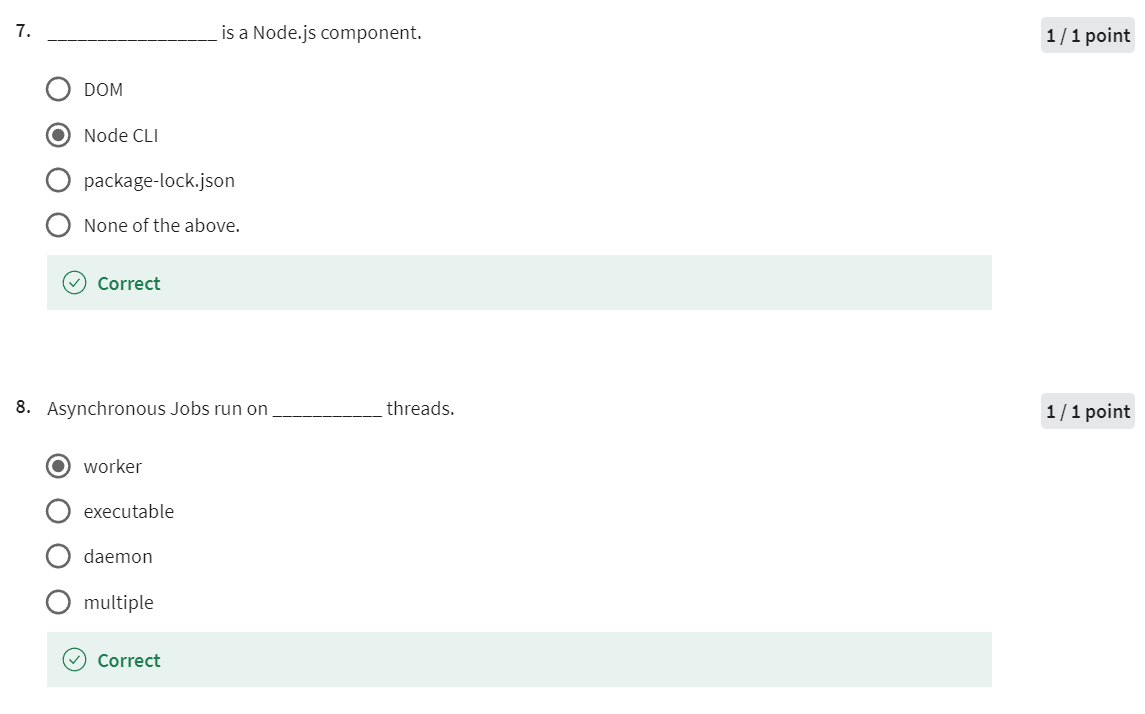 7. _________________ is a Node.js component.
1 / 1 point
DOM
Node CLI
package-lock.json
None of the above.
Correct
8. Asynchronous Jobs run on ___________ threads.
1 / 1 point
worker
executable
daemon
multiple
Correct